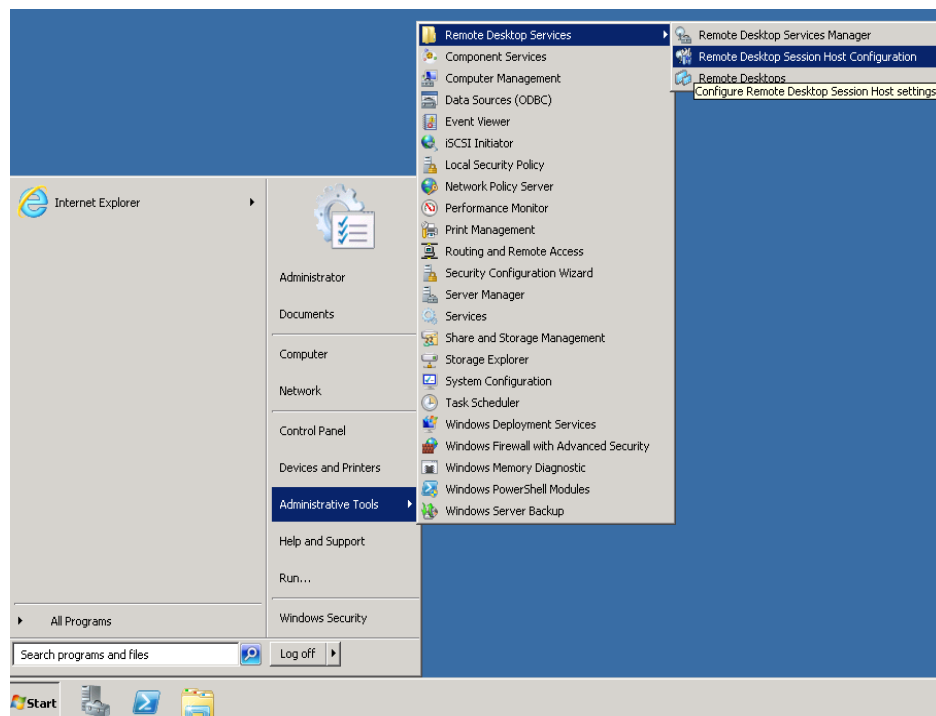 Remote Desktop Services
Component Services
Computer Management
Data Sources (ODBC)
Event Viewer
iSCSI Initiator
Local Security Policy
Network Policy Server
Performance Monitor
Print Management
Routing and Remote Access
Security Configuration Wizard
Server Manager
Services
Share and Storage Management
Storage Explorer
System Configuration
Task Scheduler
Windows Deployment Services
Windows Firewall with Advanced Security
Windows Memory Diagnostic
Windows PowerShell Modules
Windows Server Backup
Remote Desktop Services Manager
Remote Desktop Session Host Configuration
Remote Desktops
Configure Remote Desktop Session Host settings
Internet Explorer
Administrator
Documents
Computer
Network
Control Panel
Devices and Printers
Administrative Tools
Help and Support
Run...
Windows Security
All Programs
Search programs and files
Log off
Start